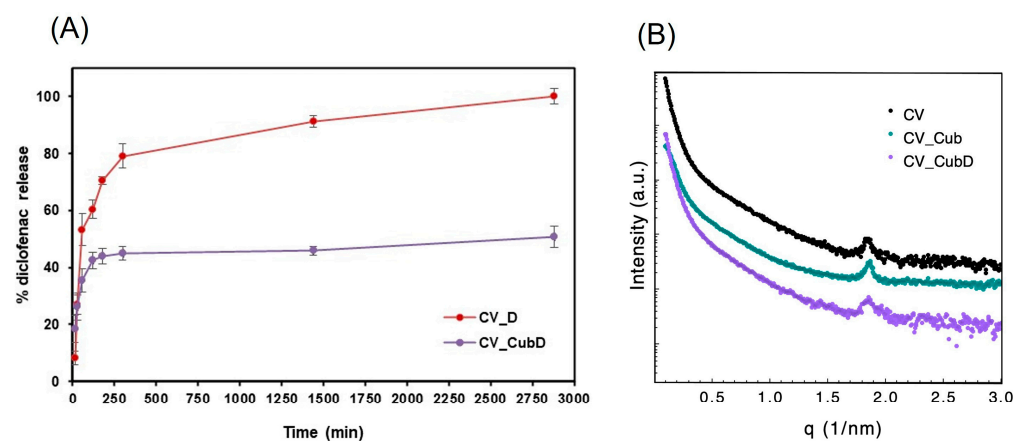 (A)
% diclofenac release
100
80
60
40
20
0
CV_D
CV_CubD
0 250 500 750 1000 1250 1500 1750 2000 2250 2500 2750 3000
Time (min)
(B)
Intensity (a.u.)
CV
CV_Cub
CV_CubD
0.5 1.0 1.5 2.0 2.5 3.0
q (1/nm)